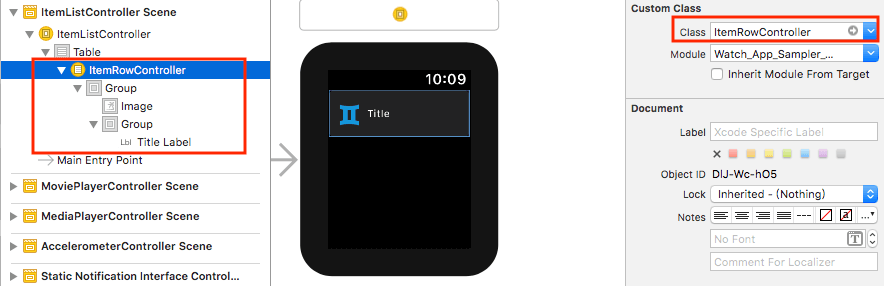 ItemListController Scene
ItemListController
Table
ItemRowController
Group
Image
Group
Lbl Title Label
Main Entry Point
MoviePlayerController Scene
MediaPlayerController Scene
AccelerometerController Scene
Static Notification Interface Control...
10:09
Title
Custom Class
Class ItemRowController
Module Watch_App_Sampler_...
Inherit Module From Target
Document
Label Xcode Specific Label
Object ID DlJ-Wc-hO5
Lock Inherited - (Nothing)
Notes
No Font
Comment For Localizer